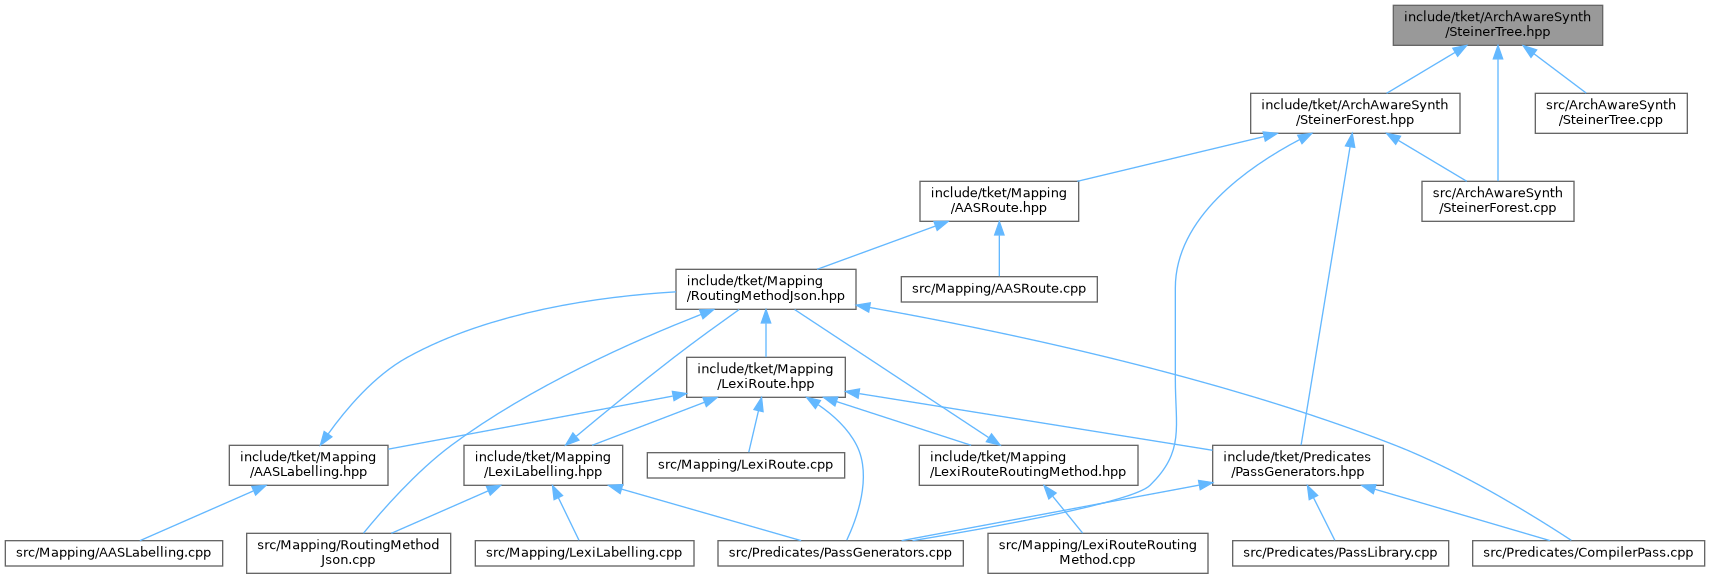 include/tket/ArchAwareSynth
/SteinerTree.hpp
include/tket/ArchAwareSynth
/SteinerForest.hpp
src/ArchAwareSynth
/SteinerTree.cpp
include/tket/Mapping
/AASRoute.hpp
src/ArchAwareSynth
/SteinerForest.cpp
include/tket/Mapping
/RoutingMethodJson.hpp
src/Mapping/AASRoute.cpp
include/tket/Mapping
/LexiRoute.hpp
include/tket/Mapping
/AASLabelling.hpp
include/tket/Mapping
/LexiLabelling.hpp
src/Mapping/LexiRoute.cpp
include/tket/Mapping
/LexiRouteRoutingMethod.hpp
include/tket/Predicates
/PassGenerators.hpp
src/Mapping/AASLabelling.cpp
src/Mapping/RoutingMethod
Json.cpp
src/Mapping/LexiLabelling.cpp
src/Predicates/PassGenerators.cpp
src/Mapping/LexiRouteRouting
Method.cpp
src/Predicates/PassLibrary.cpp
src/Predicates/CompilerPass.cpp